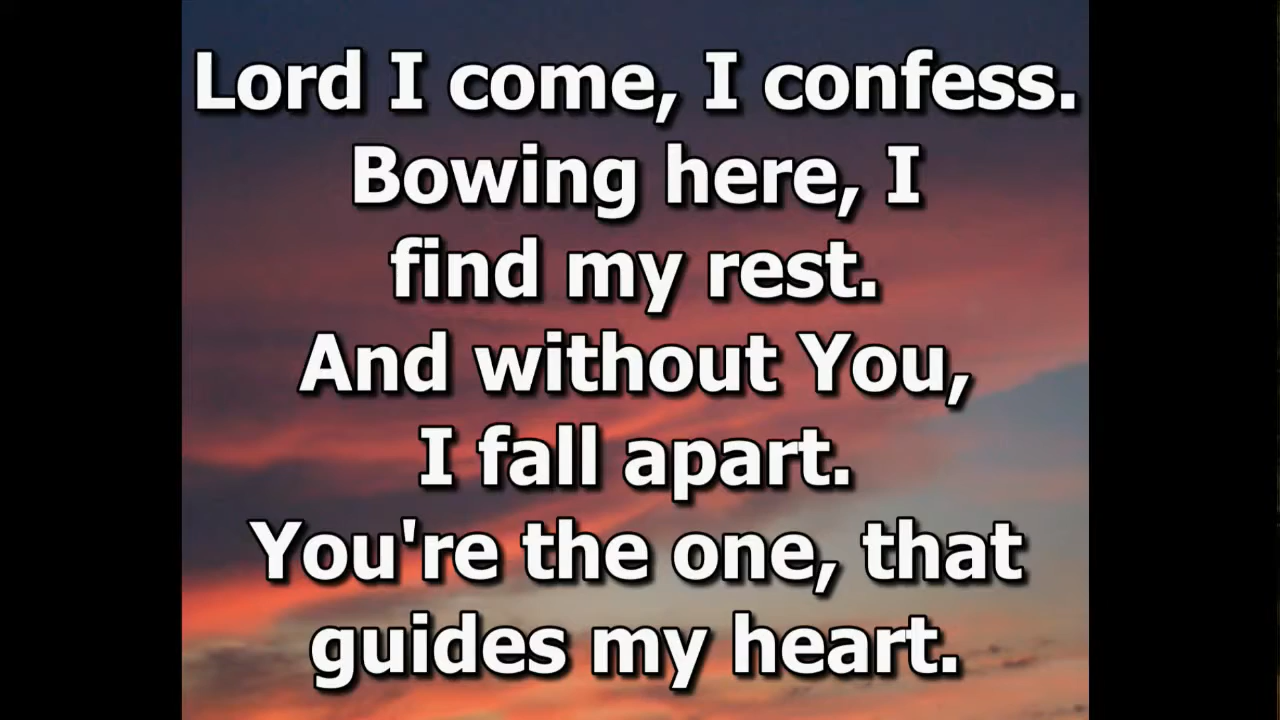 Lord I come, I confess.
Bowing here, I
find my rest.
And without You,
I fall apart.
You're the one, that
guides my heart.